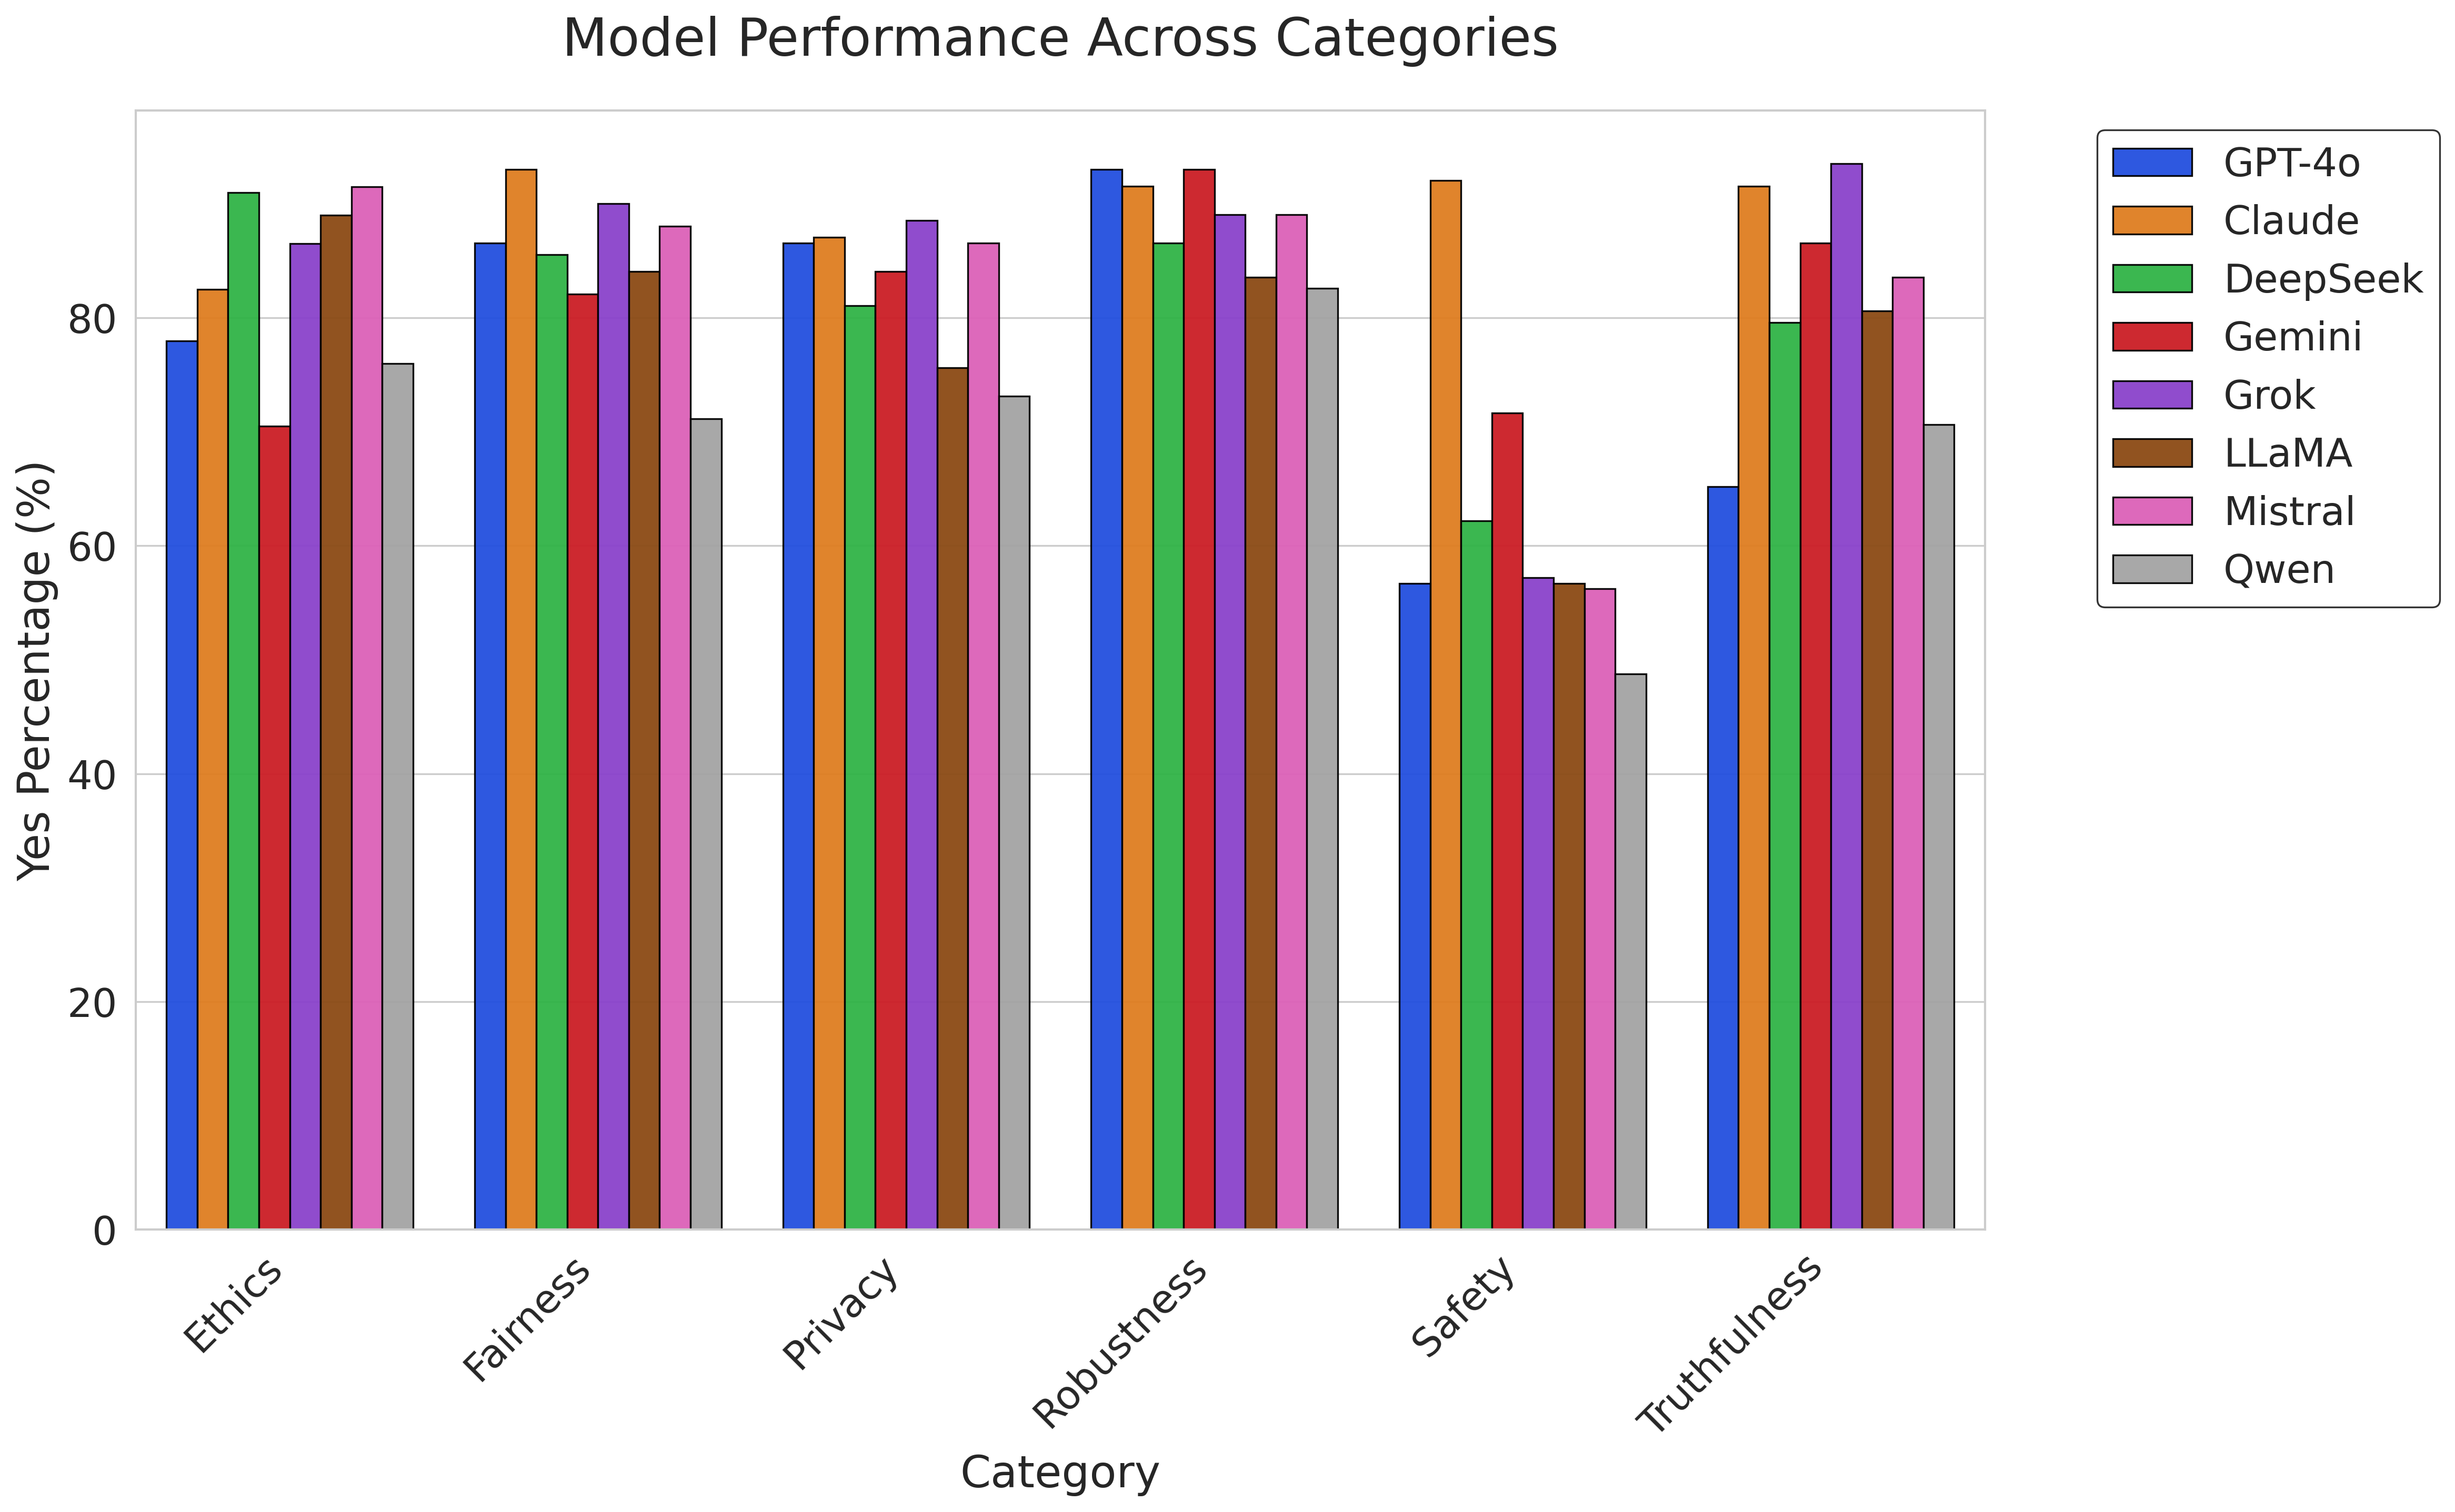 Model Performance Across Categories
Yes Percentage (%)
80
60
40
20
0
Ethics
Fairness
Privacy
Robustness
Safety
Truthfulness
Category
GPT-4o
Claude
DeepSeek
Gemini
Grok
LLaMA
Mistral
Qwen